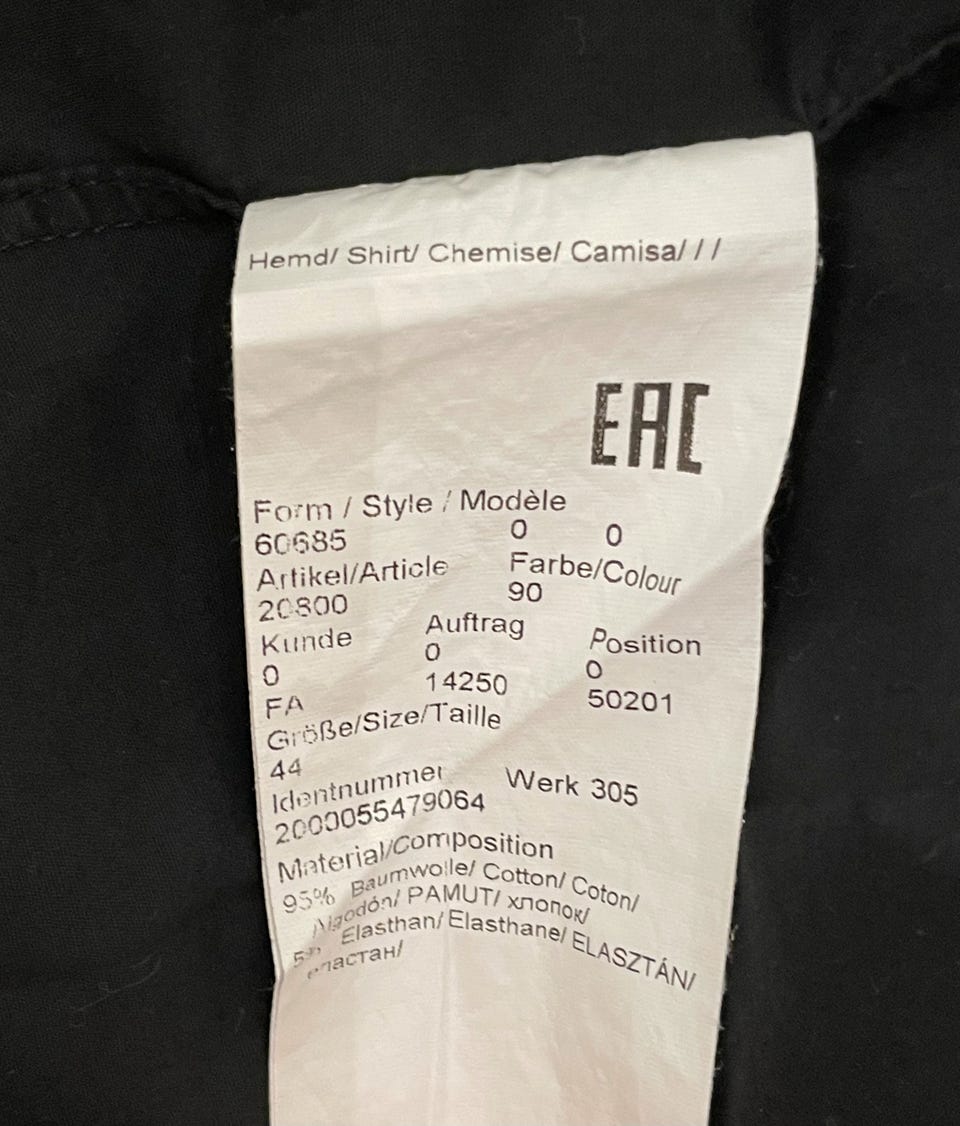 Hemd/ Shirt/ Chemise/ Camisa/ / /
EAC
Form / Style / Modèle
60685 0 0
Artikel/Article Farbe/Colour
20800 90
Kunde Auftrag Position
0 0 0
FA 14250 50201
Größe/Size/Taille
44
Identnummer Werk 305
2000055479064
Material/Composition
95% Baumwolle/ Cotton/ Coton/
Algodón/ PAMUT/ хлопок/
5% Elasthan/ Elasthane/ ELASZTÁN/
еластан/